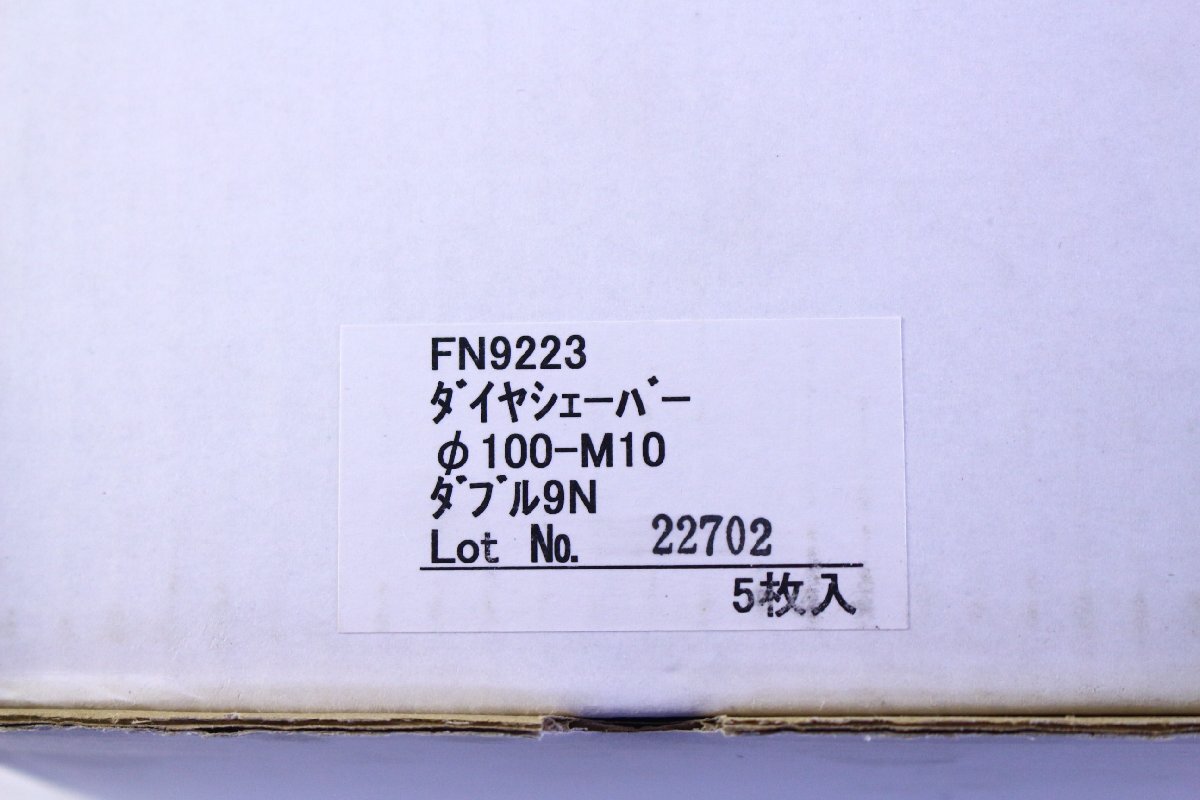 FN9223
ﾀﾞイヤシェーﾊﾞー
φ100-M10
ﾀﾞﾌﾞﾙ9N
Lot No. 22702
5枚入